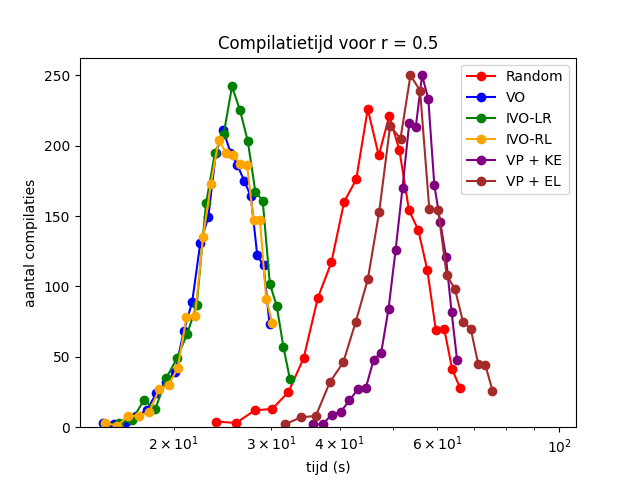 Compilatietijd voor r = 0.5
250
200
150
100
50
0
aantal compilaties
Random
VO
IVO-LR
IVO-RL
VP + KE
VP + EL
2 × 10¹ 3 × 10¹ 4 × 10¹ 6 × 10¹ 10²
tijd (s)